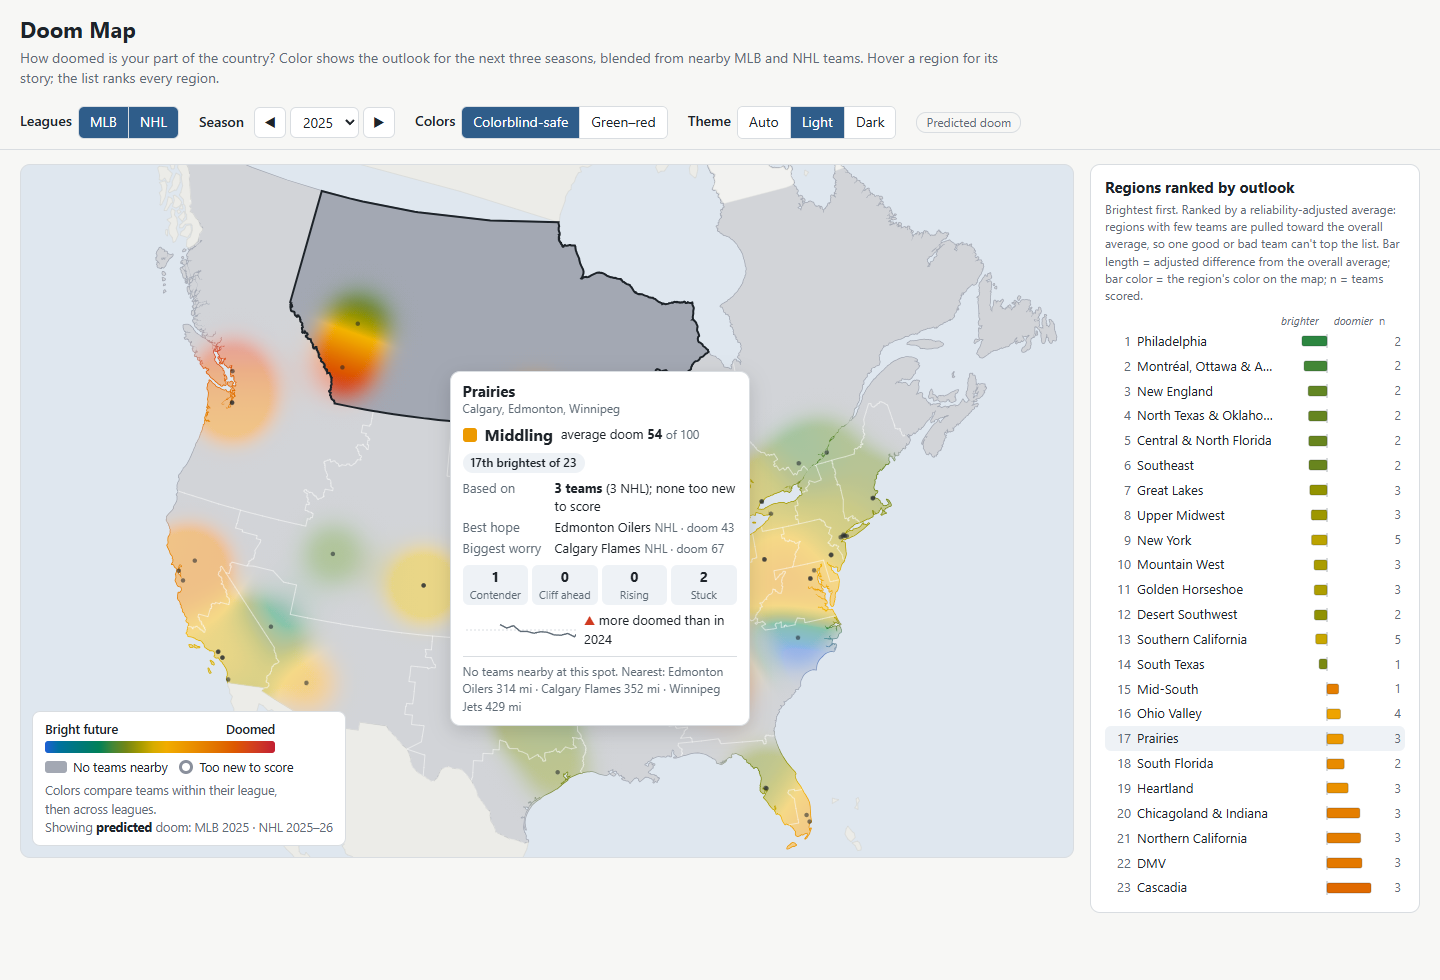 Doom Map
How doomed is your part of the country? Color shows the outlook for the next three seasons, blended from nearby MLB and NHL teams. Hover a region for its
story; the list ranks every region.
Leagues MLB NHL Season ◀ 2025 ▶ Colors Colorblind-safe Green–red Theme Auto Light Dark Predicted doom
Prairies
Calgary, Edmonton, Winnipeg
Middling average doom 54 of 100
17th brightest of 23
Based on 3 teams (3 NHL); none too new
to score
Best hope Edmonton Oilers NHL · doom 43
Biggest worry Calgary Flames NHL · doom 67
1 0 0 2
Contender Cliff ahead Rising Stuck
▲ more doomed than in
2024
No teams nearby at this spot. Nearest: Edmonton
Oilers 314 mi · Calgary Flames 352 mi · Winnipeg
Jets 429 mi
Bright future Doomed
No teams nearby Too new to score
Colors compare teams within their league,
then across leagues.
Showing predicted doom: MLB 2025 · NHL 2025–26
Regions ranked by outlook
Brightest first. Ranked by a reliability-adjusted average:
regions with few teams are pulled toward the overall
average, so one good or bad team can't top the list. Bar
length = adjusted difference from the overall average;
bar color = the region's color on the map; n = teams
scored.
brighter doomier n
1 Philadelphia 2
2 Montréal, Ottawa & A... 2
3 New England 2
4 North Texas & Oklaho... 2
5 Central & North Florida 2
6 Southeast 2
7 Great Lakes 3
8 Upper Midwest 3
9 New York 5
10 Mountain West 3
11 Golden Horseshoe 3
12 Desert Southwest 2
13 Southern California 5
14 South Texas 1
15 Mid-South 1
16 Ohio Valley 4
17 Prairies 3
18 South Florida 2
19 Heartland 3
20 Chicagoland & Indiana 3
21 Northern California 3
22 DMV 3
23 Cascadia 3